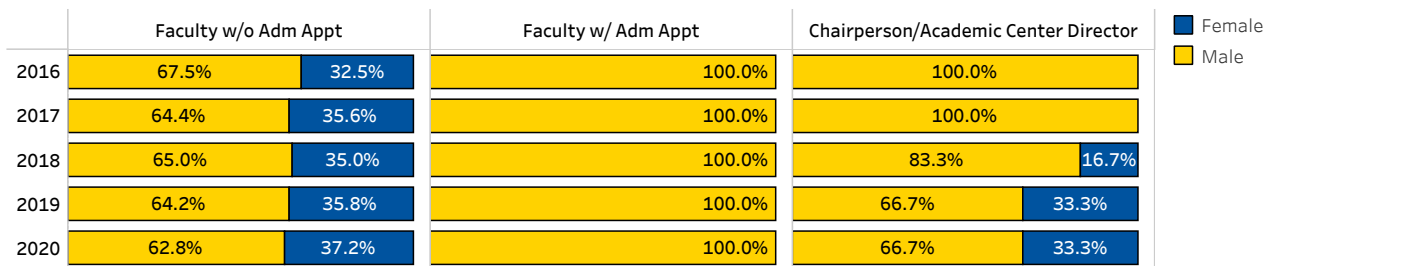 Faculty w/o Adm Appt Faculty w/ Adm Appt Chairperson/Academic Center Director Female
Male
2016 67.5% 32.5% 100.0% 100.0%
2017 64.4% 35.6% 100.0% 100.0%
2018 65.0% 35.0% 100.0% 83.3% 16.7%
2019 64.2% 35.8% 100.0% 66.7% 33.3%
2020 62.8% 37.2% 100.0% 66.7% 33.3%